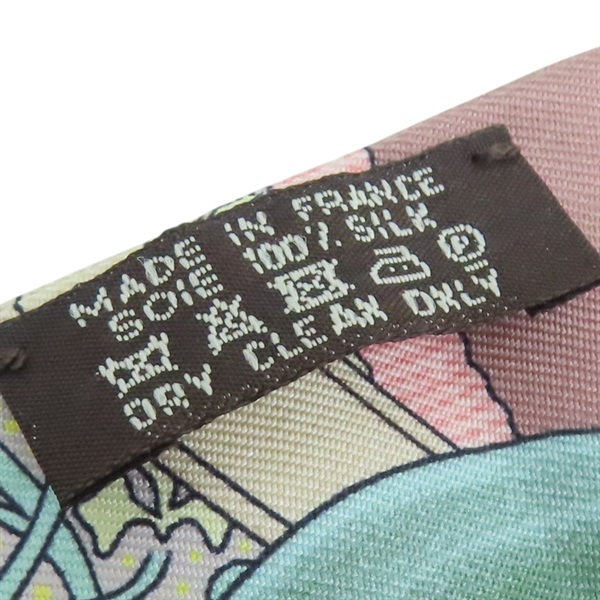 MADE IN FRANCE
SOIE 100% SILK
P
DRY CLEAN ONLY